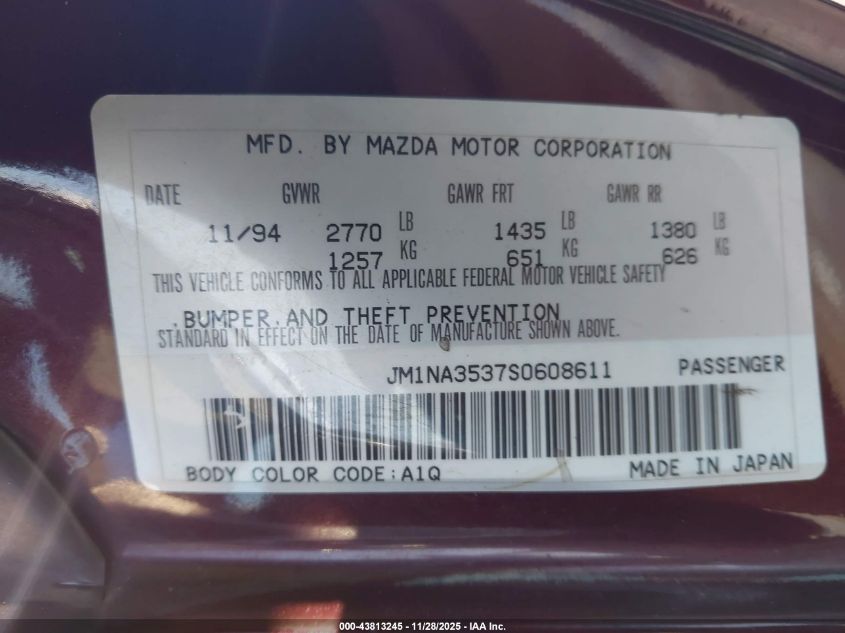 MFD. BY MAZDA MOTOR CORPORATION
DATE GVWR GAWR FRT GAWR RR
11/94 2770 LB 1435 LB 1380 LB
1257 KG 651 KG 626 KG
THIS VEHICLE CONFORMS TO ALL APPLICABLE FEDERAL MOTOR VEHICLE SAFETY
,BUMPER,AND THEFT PREVENTION
STANDARD IN EFFECT ON THE DATE OF MANUFACTURE SHOWN ABOVE.
JM1NA3537S0608611 PASSENGER
BODY COLOR CODE:A1Q MADE IN JAPAN
000-43813245 - 11/28/2025 - IAA Inc.